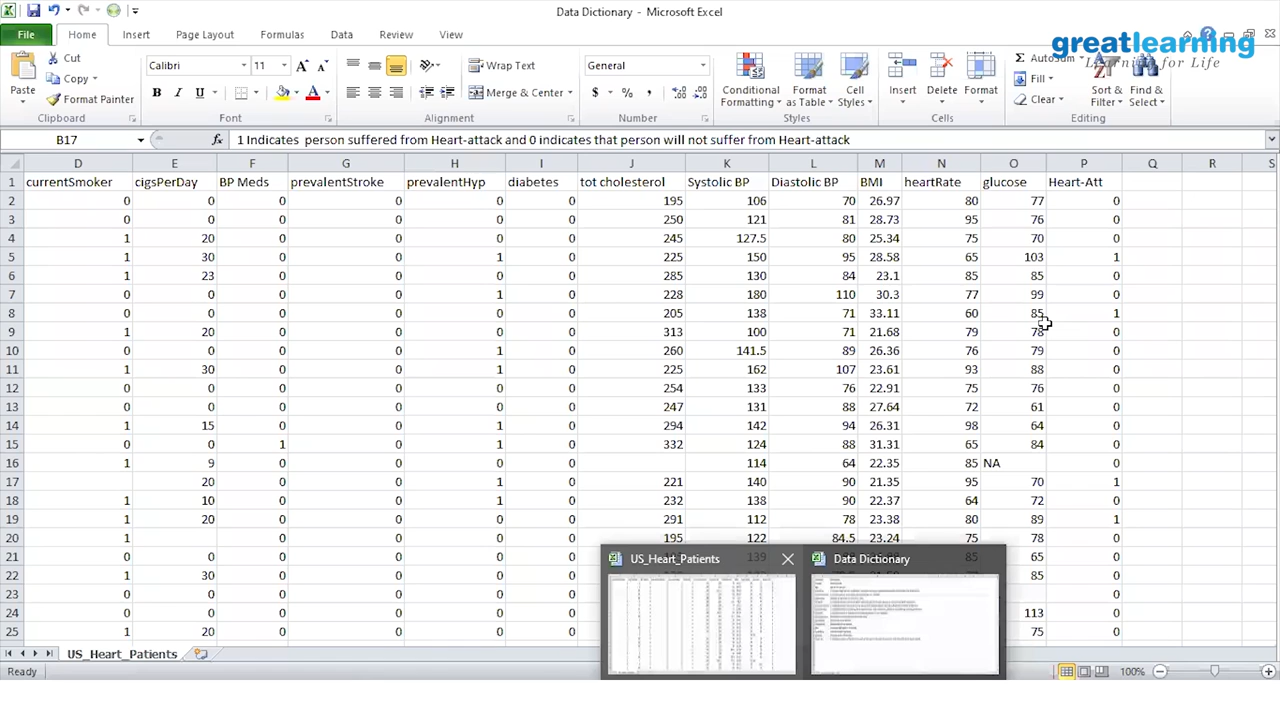 Data Dictionary - Microsoft Excel
File Home Insert Page Layout Formulas Data Review View
greatlearning
Learning for Life
Paste
Cut
Copy
Format Painter
Clipboard
Calibri 11
B I U
Font
Wrap Text
Merge & Center
Alignment
General
$ % ,
Number
Conditional Formatting
Format as Table
Cell Styles
Styles
Insert Delete Format
Cells
Σ AutoSum
Fill
Clear
Sort & Filter
Find & Select
Editing
B17 fx 1 Indicates person suffered from Heart-attack and 0 indicates that person will not suffer from Heart-attack
D E F G H I J K L M N O P Q R S
1 currentSmoker cigsPerDay BP Meds prevalentStroke prevalentHyp diabetes tot cholesterol Systolic BP Diastolic BP BMI heartRate glucose Heart-Att
2 0 0 0 0 0 0 195 106 70 26.97 80 77 0
3 0 0 0 0 0 0 250 121 81 28.73 95 76 0
4 1 20 0 0 0 0 245 127.5 80 25.34 75 70 0
5 1 30 0 0 1 0 225 150 95 28.58 65 103 1
6 1 23 0 0 0 0 285 130 84 23.1 85 85 0
7 0 0 0 0 1 0 228 180 110 30.3 77 99 0
8 0 0 0 0 0 0 205 138 71 33.11 60 85 1
9 1 20 0 0 0 0 313 100 71 21.68 79 78 0
10 0 0 0 0 1 0 260 141.5 89 26.36 76 79 0
11 1 30 0 0 1 0 225 162 107 23.61 93 88 0
12 0 0 0 0 0 0 254 133 76 22.91 75 76 0
13 0 0 0 0 0 0 247 131 88 27.64 72 61 0
14 1 15 0 0 1 0 294 142 94 26.31 98 64 0
15 0 0 1 0 1 0 332 124 88 31.31 65 84 0
16 1 9 0 0 0 0 114 64 22.35 85 NA 0
17 20 0 0 1 0 221 140 90 21.35 95 70 1
18 1 10 0 0 1 0 232 138 90 22.37 64 72 0
19 1 20 0 0 0 0 291 112 78 23.38 80 89 1
20 1 0 0 0 0 195 122 84.5 23.24 75 78 0
21 0 0 0 0 0 0 139 85 65 0
22 1 30 0 0 0 0 85 0
23 0 0 0 0 0 0 0
24 0 0 0 0 0 0 113 0
25 20 0 0 0 0 75 0
US_Heart_Patients
Data Dictionary
US_Heart_Patients
Ready
100%